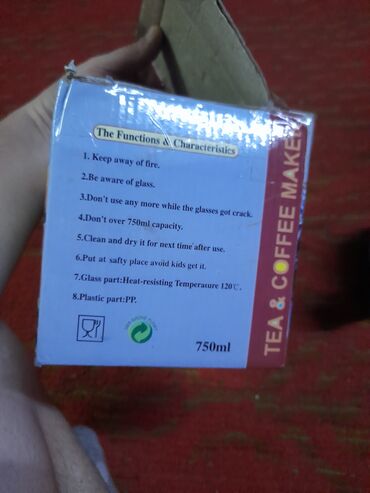 The Functions & Characteristics
1. Keep away of fire.
2.Be aware of glass.
3.Don't use any more while the glasses got crack.
4.Don't over 750ml capacity.
5.Clean and dry it for next time after use.
6.Put at safty place avoid kids get it.
7.Glass part:Heat-resisting Temperasure 120℃.
8.Plastic part:PP.
750ml
TEA & COFFEE MAKE